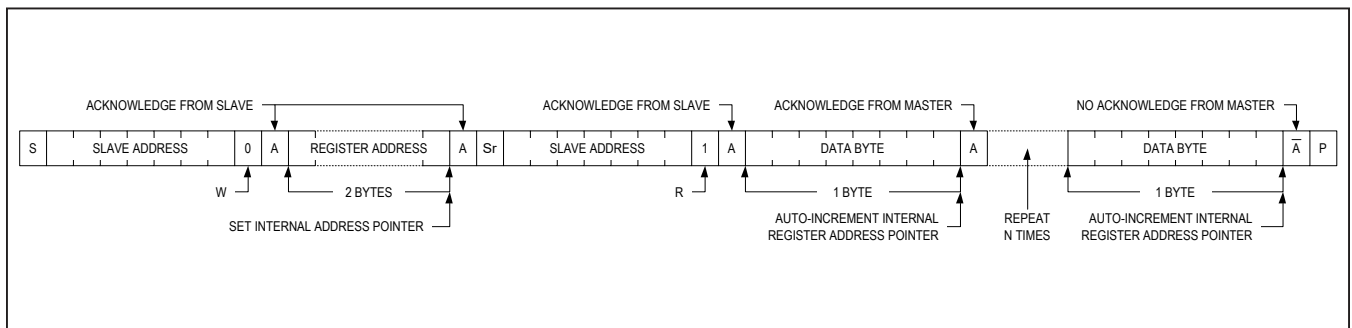 ACKNOWLEDGE FROM SLAVE ACKNOWLEDGE FROM SLAVE ACKNOWLEDGE FROM MASTER NO ACKNOWLEDGE FROM MASTER
S SLAVE ADDRESS 0 A REGISTER ADDRESS A Sr SLAVE ADDRESS 1 A DATA BYTE A DATA BYTE A̅ P
W 2 BYTES R 1 BYTE 1 BYTE
SET INTERNAL ADDRESS POINTER AUTO-INCREMENT INTERNAL REPEAT AUTO-INCREMENT INTERNAL
REGISTER ADDRESS POINTER N TIMES REGISTER ADDRESS POINTER